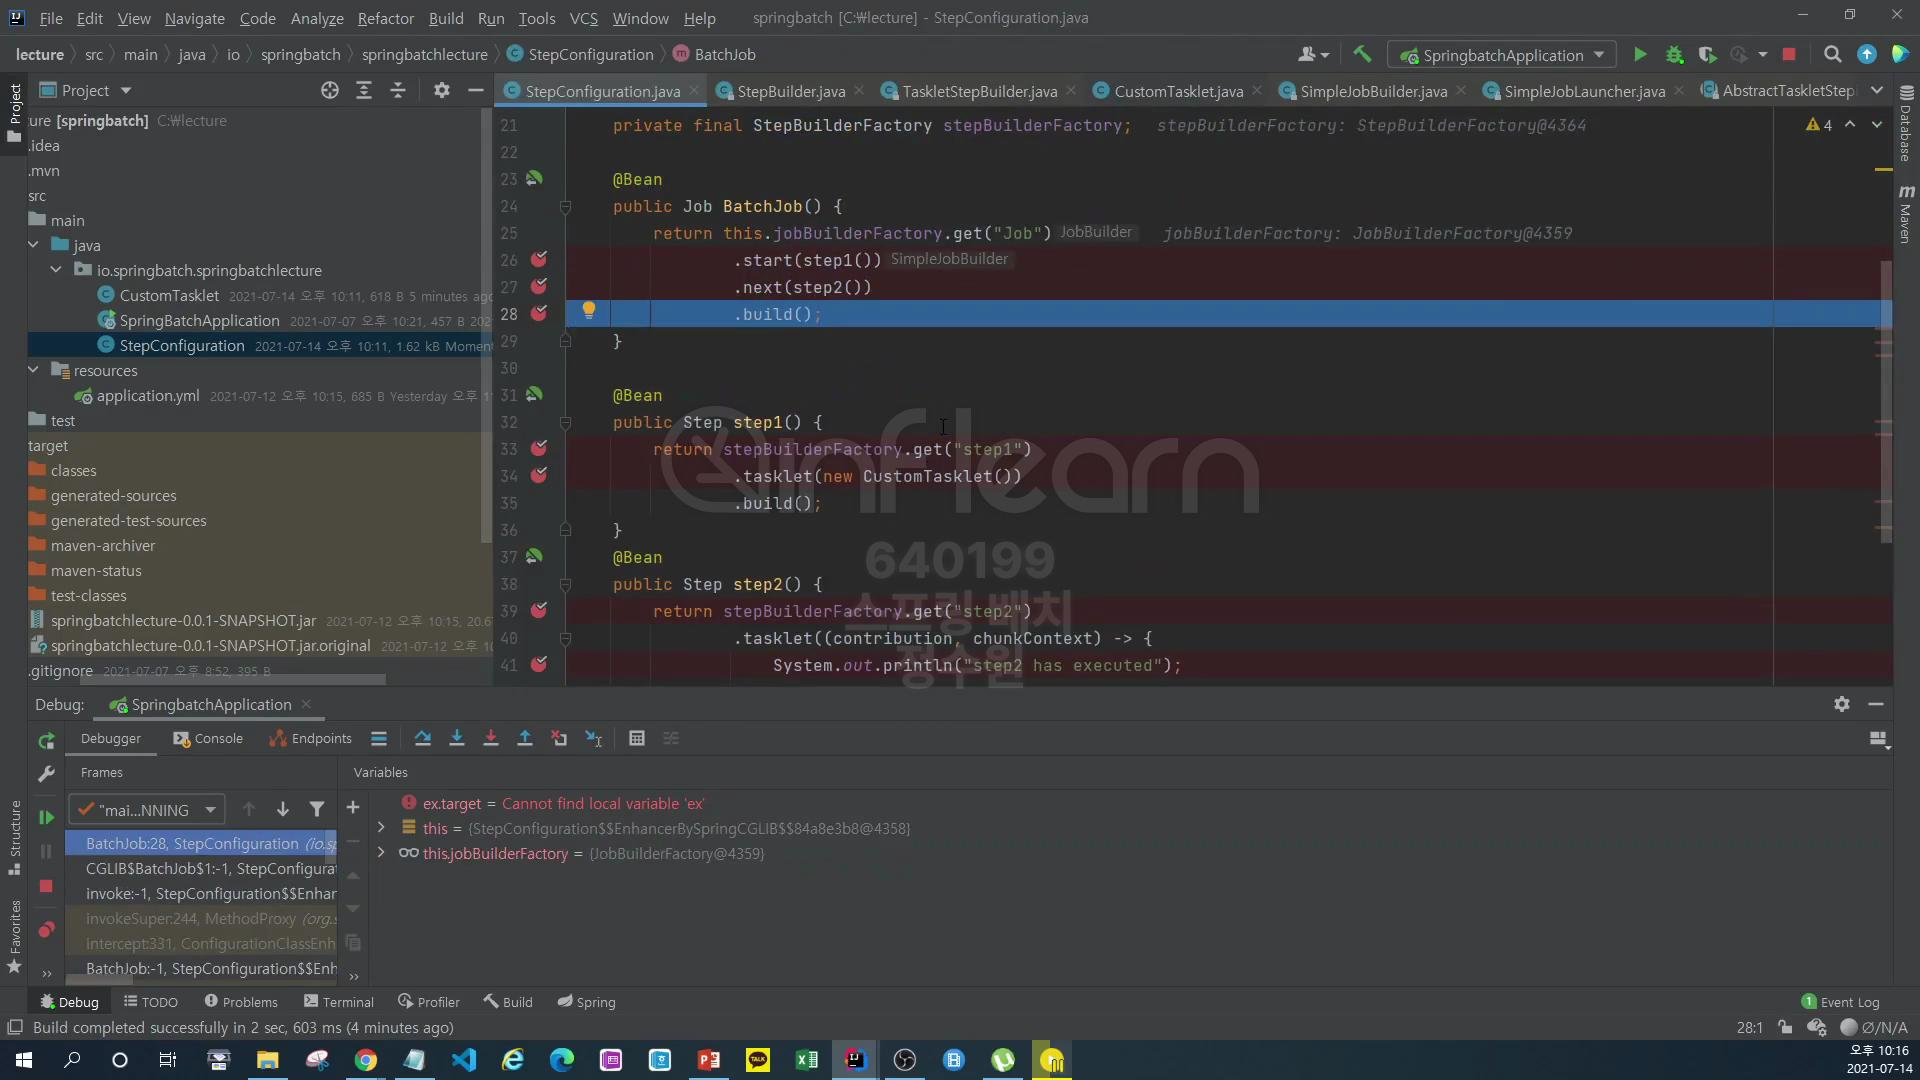 File Edit View Navigate Code Analyze Refactor Build Run Tools VCS Window Help springbatch [C:\lecture] - StepConfiguration.java
lecture src main java io springbatch springbatchlecture StepConfiguration BatchJob SpringbatchApplication
Project
StepConfiguration.java StepBuilder.java TaskletStepBuilder.java CustomTasklet.java SimpleJobBuilder.java SimpleJobLauncher.java AbstractTaskletStep
ture [springbatch] C:\lecture
.idea
.mvn
src
main
java
io.springbatch.springbatchlecture
CustomTasklet 2021-07-14 오후 10:11, 618 B 5 minutes ago
SpringBatchApplication 2021-07-07 오후 10:21, 457 B 202
StepConfiguration 2021-07-14 오후 10:11, 1.62 kB Momen
resources
application.yml 2021-07-12 오후 10:15, 685 B Yesterday 오후 1
test
target
classes
generated-sources
generated-test-sources
maven-archiver
maven-status
test-classes
springbatchlecture-0.0.1-SNAPSHOT.jar 2021-07-12 오후 10:15, 20.6
springbatchlecture-0.0.1-SNAPSHOT.jar.original 2021-07-12 오후 10
.gitignore 2021-07-07 오후 8:52, 395 B
21 private final StepBuilderFactory stepBuilderFactory; stepBuilderFactory: StepBuilderFactory@4364
4
22
23 @Bean
24 public Job BatchJob() {
25 return this.jobBuilderFactory.get("Job") JobBuilder jobBuilderFactory: JobBuilderFactory@4359
26 .start(step1()) SimpleJobBuilder
27 .next(step2())
28 .build();
29 }
30
31 @Bean
32 public Step step1() {
33 return stepBuilderFactory.get("step1")
34 .tasklet(new CustomTasklet())
35 .build();
36 }
37 @Bean
38 public Step step2() {
39 return stepBuilderFactory.get("step2")
40 .tasklet((contribution, chunkContext) -> {
41 System.out.println("step2 has executed");
inflearn
640199
스프링 배치
정수원
Project
Structure
Favorites
Database
Maven
Debug: SpringbatchApplication
Debugger Console Endpoints
Frames Variables
"mai...NNING
BatchJob:28, StepConfiguration (io.sp
CGLIB$BatchJob$1:-1, StepConfigurat
invoke:-1, StepConfiguration$$Enhan
invokeSuper:244, MethodProxy (org.s
intercept:331, ConfigurationClassEnh
BatchJob:-1, StepConfiguration$$Enh
ex.target = Cannot find local variable 'ex'
this = {StepConfiguration$$EnhancerBySpringCGLIB$$84a8e3b8@4358}
this.jobBuilderFactory = {JobBuilderFactory@4359}
Debug TODO Problems Terminal Profiler Build Spring 1 Event Log
Build completed successfully in 2 sec, 603 ms (4 minutes ago) 28:1 Ø/N/A
TALK
오후 10:16
2021-07-14